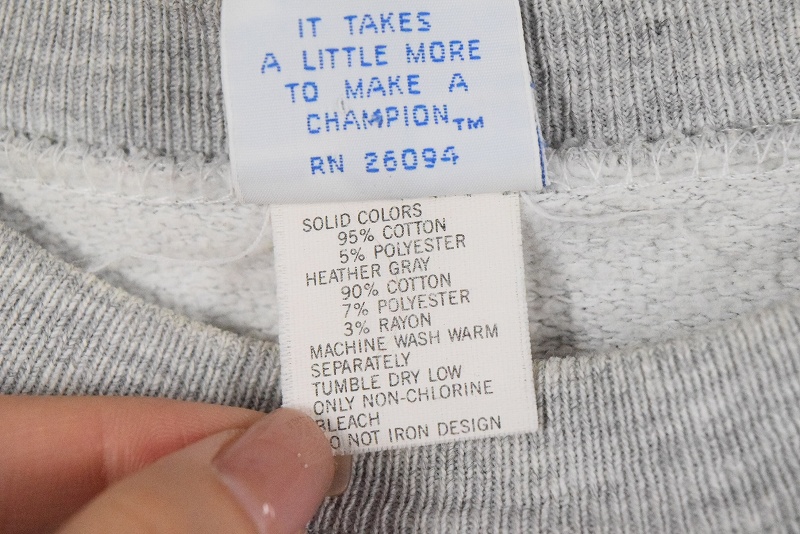 IT TAKES
A LITTLE MORE
TO MAKE A
CHAMPION™
RN 26094
SOLID COLORS
95% COTTON
5% POLYESTER
HEATHER GRAY
90% COTTON
7% POLYESTER
3% RAYON
MACHINE WASH WARM
SEPARATELY
TUMBLE DRY LOW
ONLY NON-CHLORINE
BLEACH
DO NOT IRON DESIGN